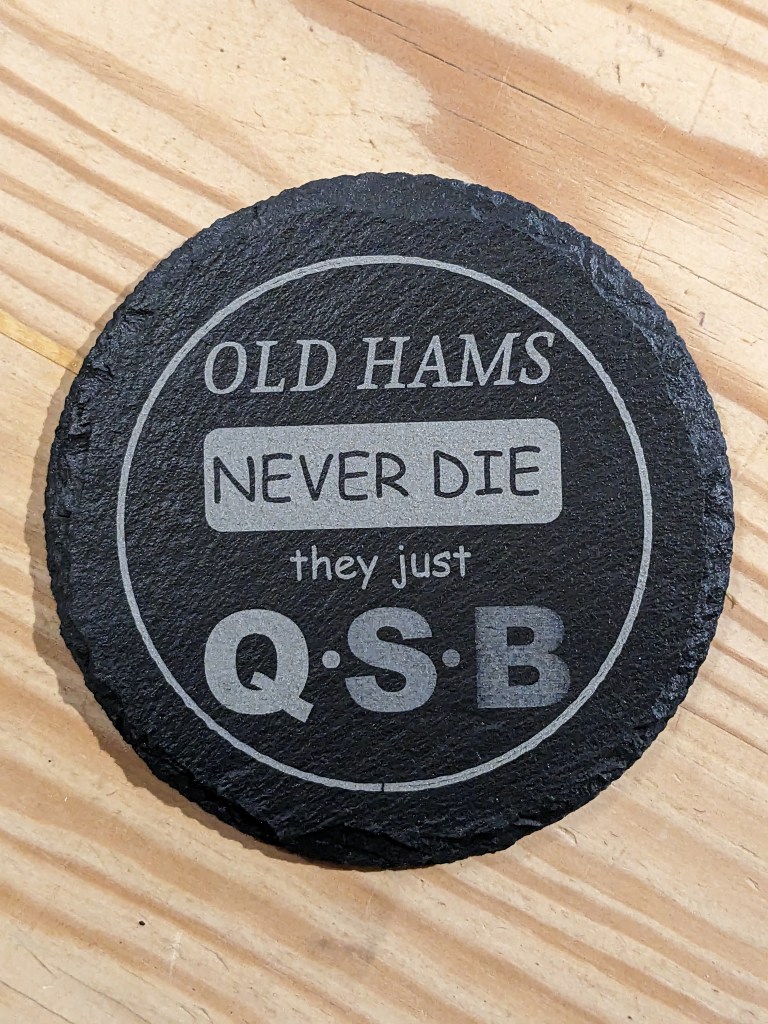 OLD HAMS
NEVER DIE
they just
Q·S·B